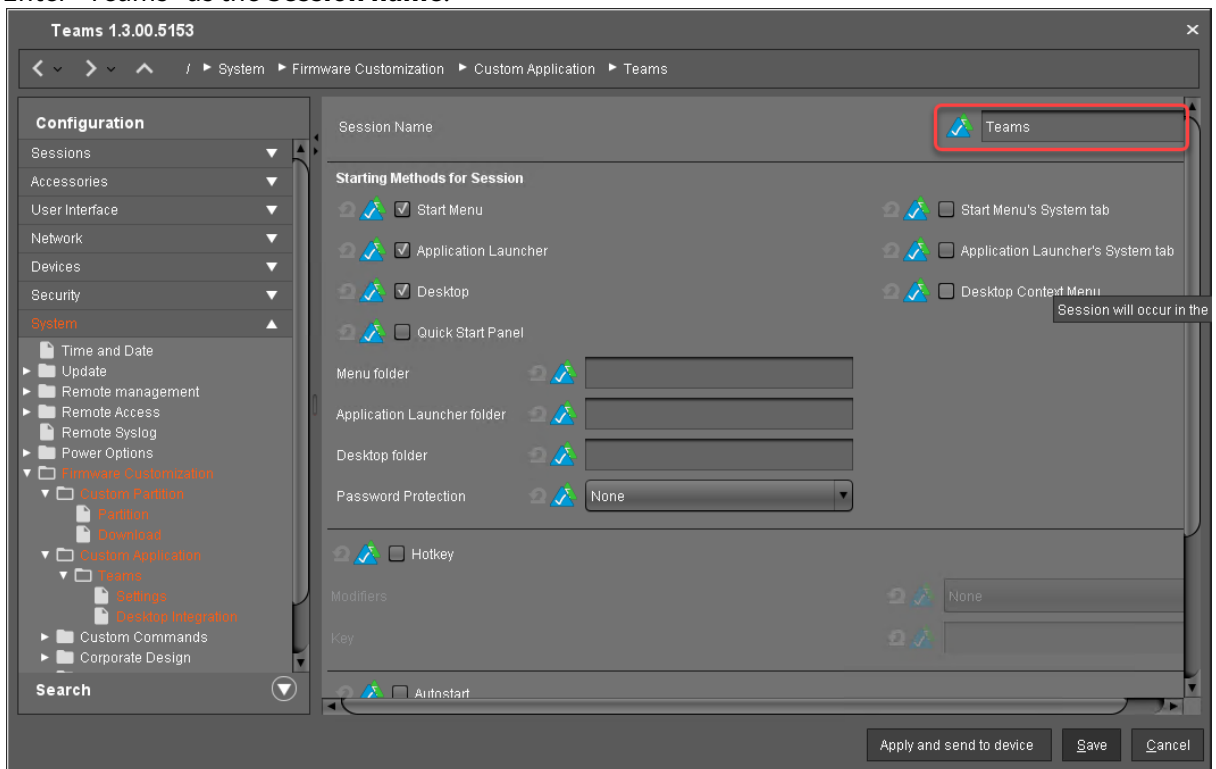 Enter "Teams" as the Session name.
Teams 1.3.00.5153
/ ► System ► Firmware Customization ► Custom Application ► Teams
Configuration
Sessions
Accessories
User Interface
Network
Devices
Security
System
Time and Date
Update
Remote management
Remote Access
Remote Syslog
Power Options
Firmware Customization
Custom Partition
Partition
Download
Custom Application
Teams
Settings
Desktop Integration
Custom Commands
Corporate Design
Search
Session Name
Teams
Starting Methods for Session
Start Menu
Start Menu's System tab
Application Launcher
Application Launcher's System tab
Desktop
Desktop Context Menu
Session will occur in the
Quick Start Panel
Menu folder
Application Launcher folder
Desktop folder
Password Protection
None
Hotkey
Modifiers
None
Key
Autostart
Apply and send to device
Save
Cancel